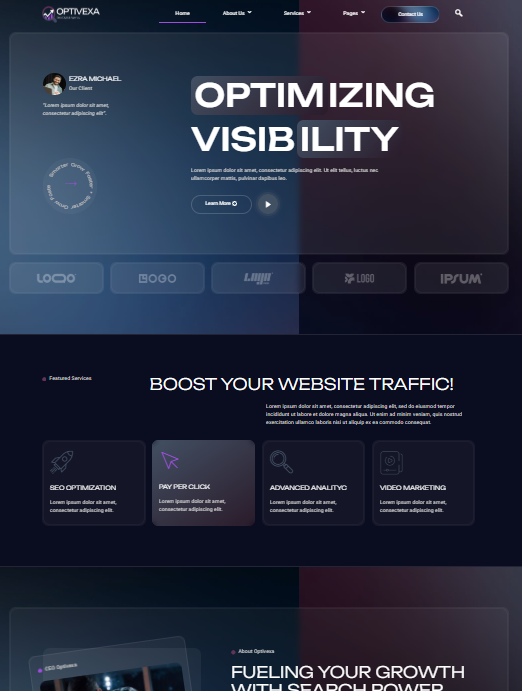 OPTIVEXA
Home
About Us
Services
Pages
Contact Us
EZRA MICHAEL
Our Client
"Lorem ipsum dolor sit amet,
consectetur adipiscing elit".
OPTIMIZING
VISIBILITY
Lorem ipsum dolor sit amet, consectetur adipiscing elit. Ut elit tellus, luctus nec
ullamcorper mattis, pulvinar dapibus leo.
Smarter Grow Faster * Smarter Grow Faster
Learn More
LOGO
LOGO
LOGO
IPSUM
Featured Services
BOOST YOUR WEBSITE TRAFFIC!
Lorem ipsum dolor sit amet, consectetur adipiscing elit, sed do eiusmod tempor
incididunt ut labore et dolore magna aliqua. Ut enim ad minim veniam, quis nostrud
exercitation ullamco laboris nisi ut aliquip ex ea commodo consequat.
SEO OPTIMIZATION
Lorem ipsum dolor sit amet,
consectetur adipiscing elit.
PAY PER CLICK
Lorem ipsum dolor sit amet,
consectetur adipiscing elit.
ADVANCED ANALITYC
Lorem ipsum dolor sit amet,
consectetur adipiscing elit.
VIDEO MARKETING
Lorem ipsum dolor sit amet,
consectetur adipiscing elit.
CEO Optivexa
About Optivexa
FUELING YOUR GROWTH
WITH SEARCH POWER